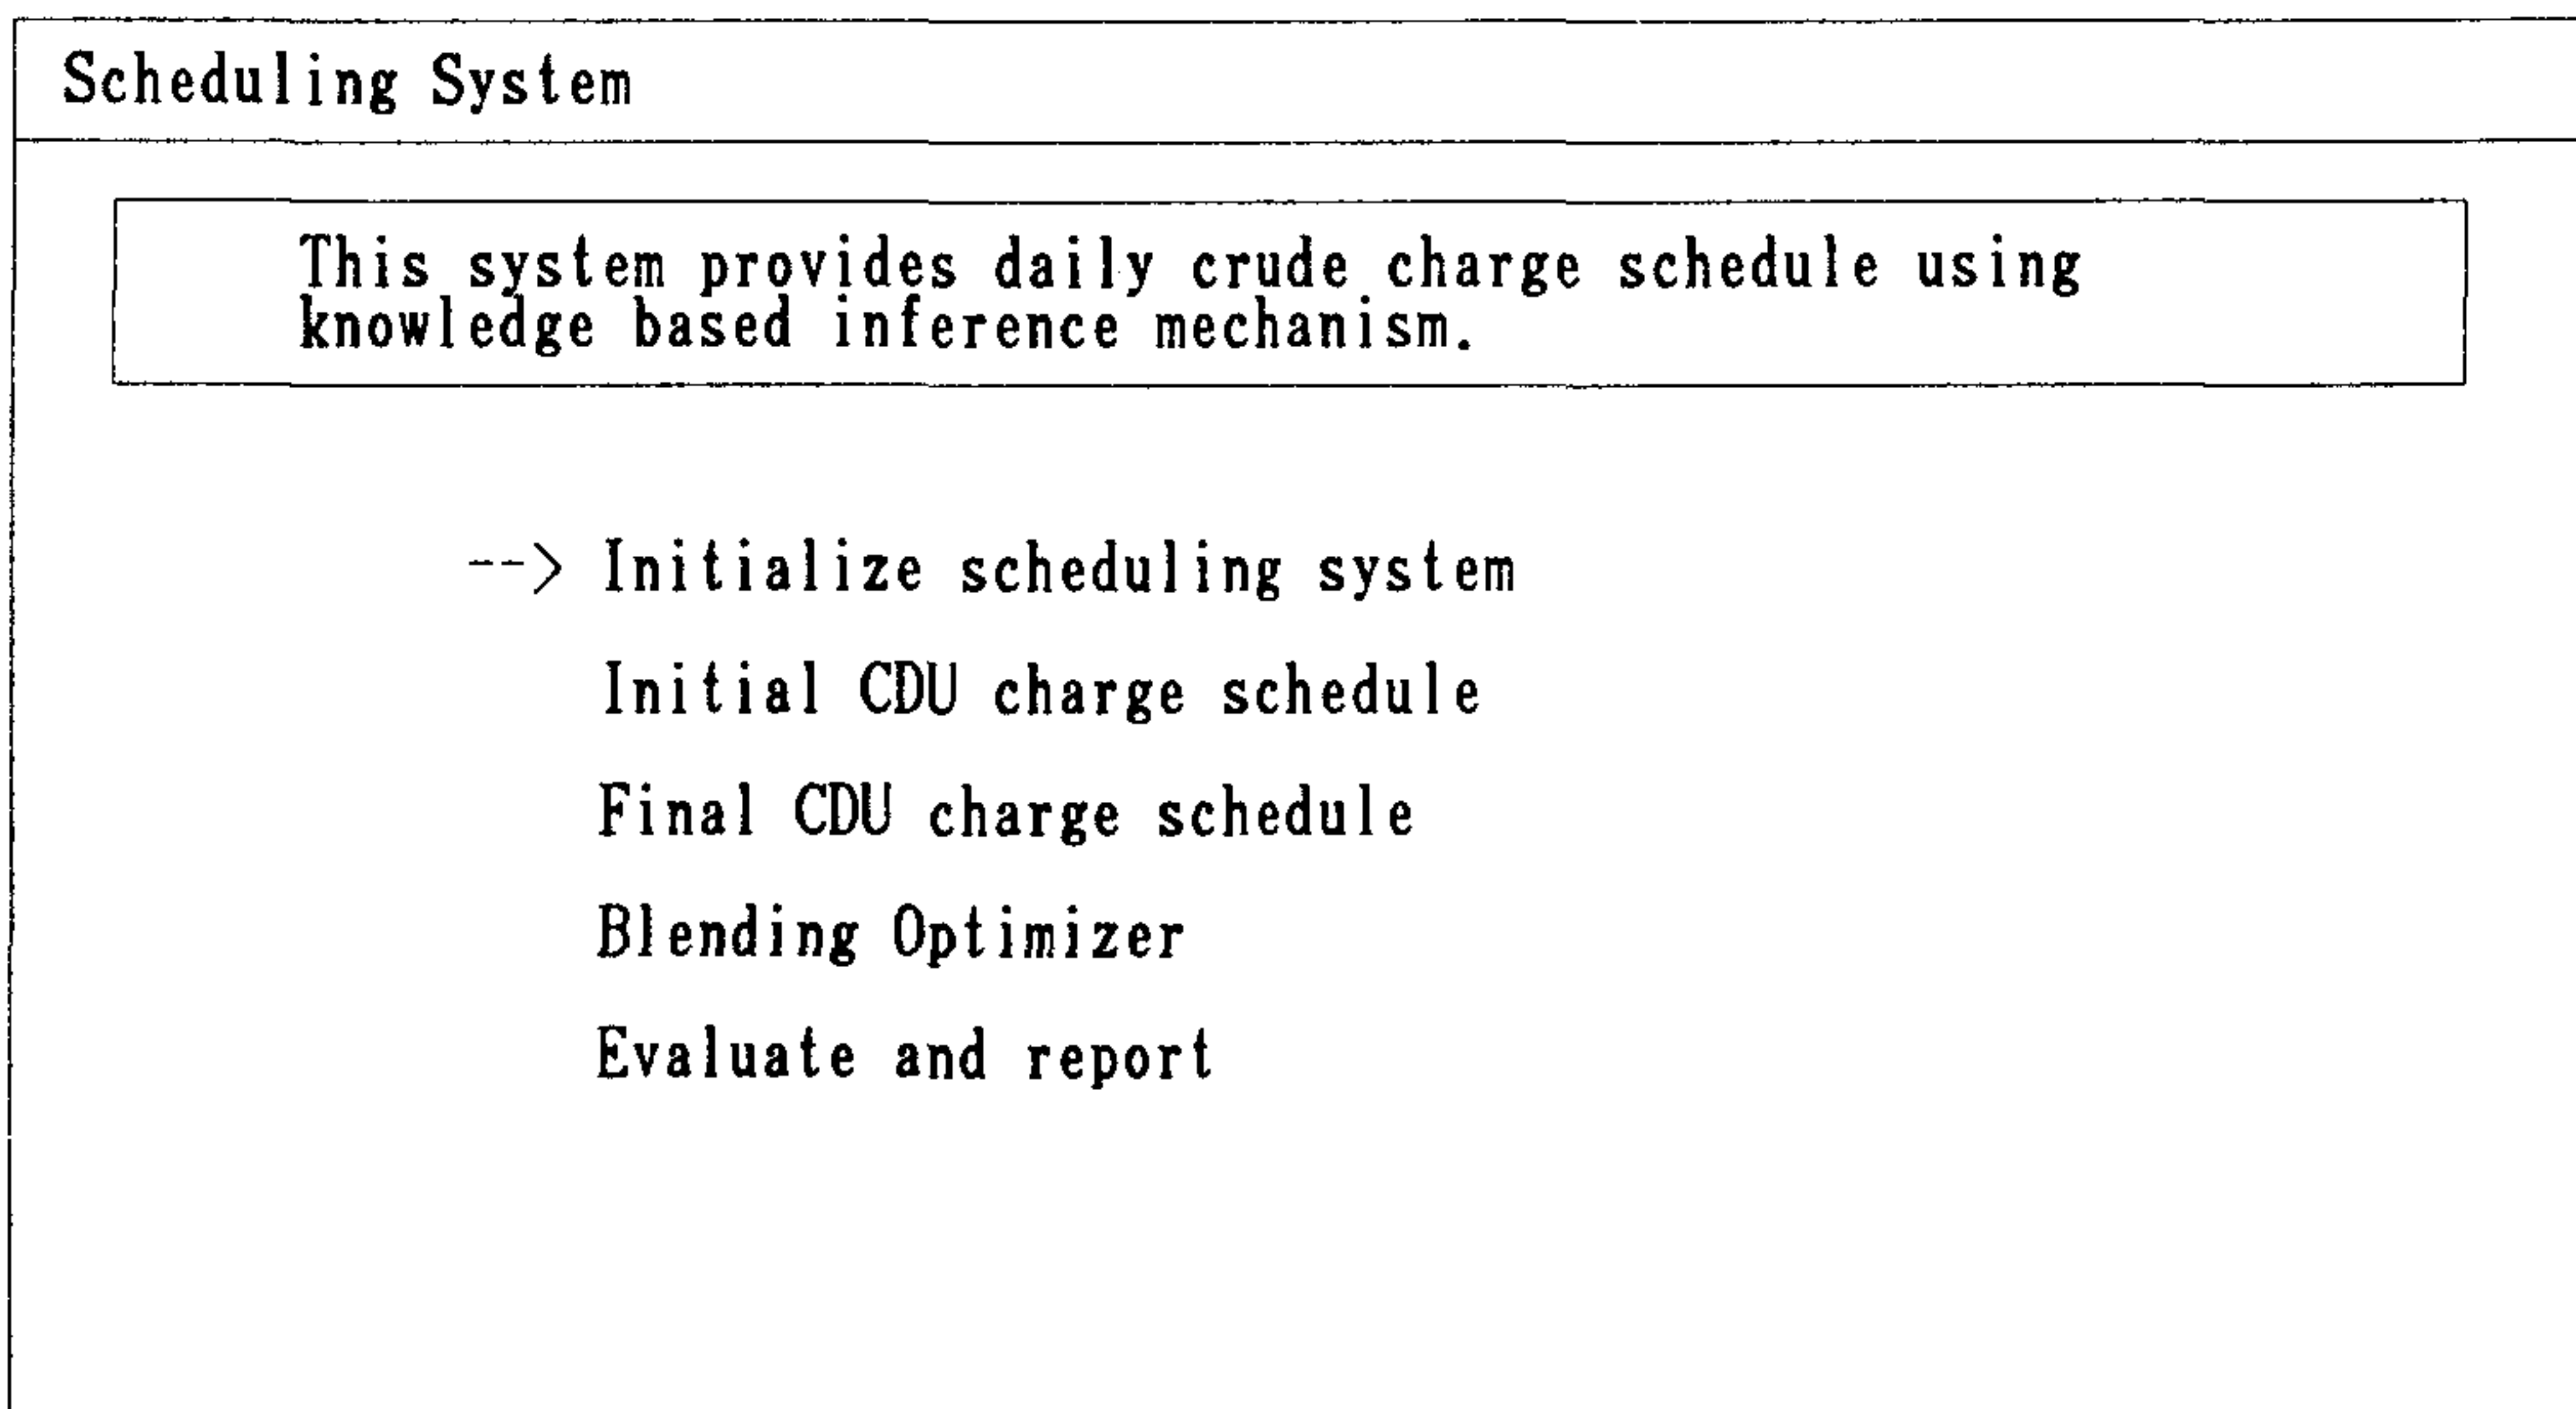 Scheduling System
This system provides daily crude charge schedule using
knowledge based inference mechanism.
--> Initialize scheduling system
Initial CDU charge schedule
Final CDU charge schedule
Blending Optimizer
Evaluate and report